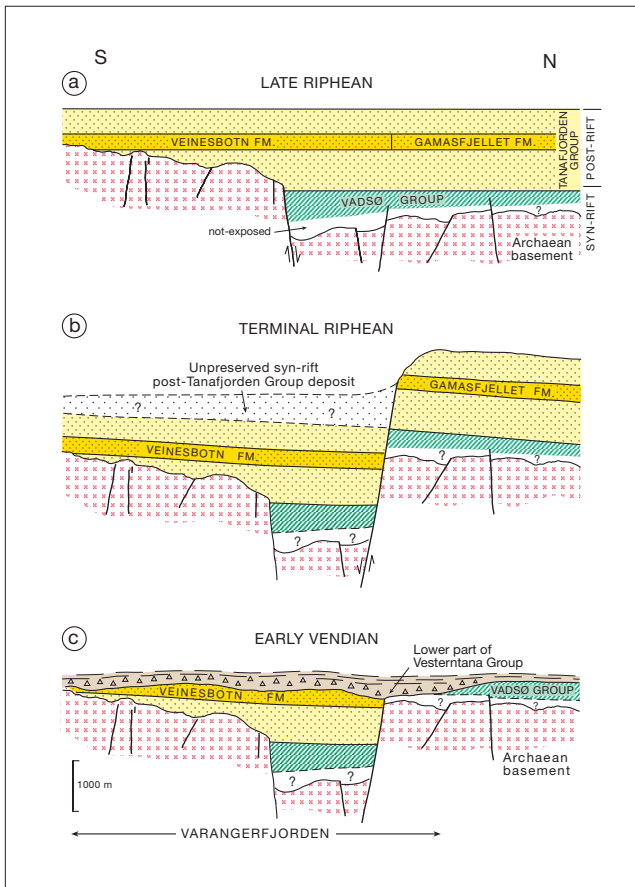 S
N
a
LATE RIPHEAN
VEINESBOTN FM.
GAMASFJELLET FM.
TANAFJORDEN
GROUP
POST-RIFT
VADSØ GROUP
SYN-RIFT
?
not-exposed
Archaean
basement
b
TERMINAL RIPHEAN
Unpreserved syn-rift
post-Tanafjorden Group deposit
GAMASFJELLET FM.
? ?
VEINESBOTN FM.
? ?
? ?
c
EARLY VENDIAN
Lower part of
Vesterntana Group
VEINESBOTN FM.
VADSØ GROUP
? ?
Archaean
basement
? ?
1000 m
VARANGERFJORDEN